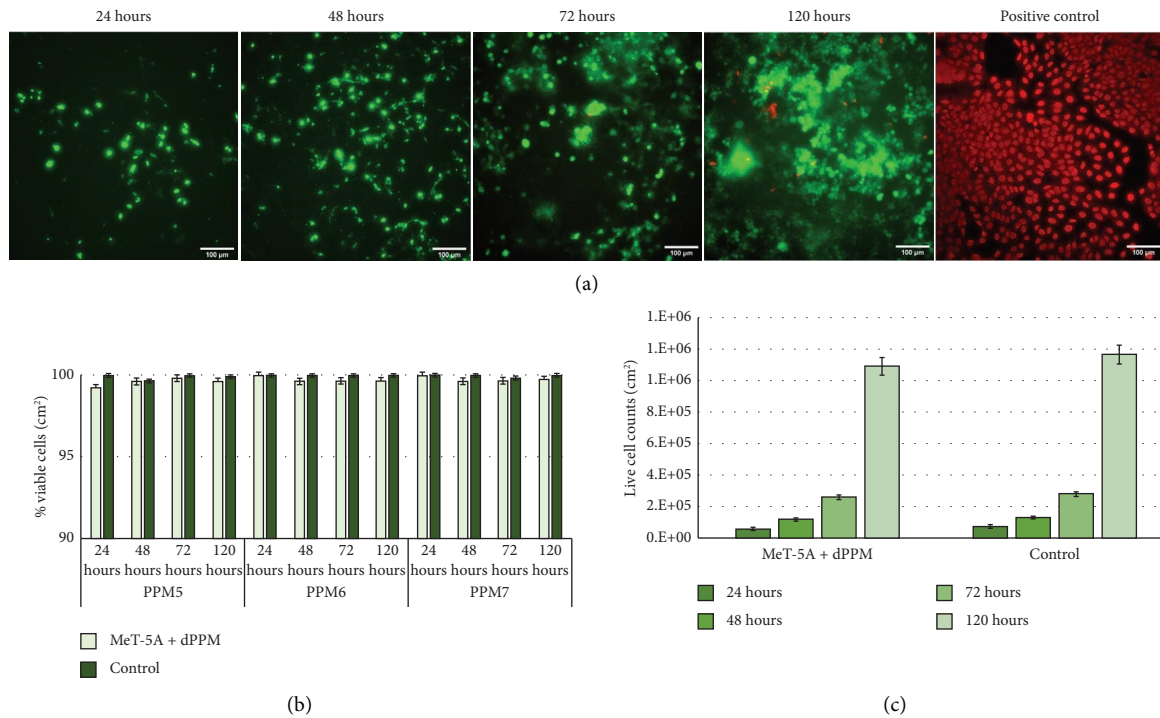 24 hours 48 hours 72 hours 120 hours Positive control
100 µm 100 µm 100 µm 100 µm 100 µm
(a)
% viable cells (cm²)
100
95
90
24 48 72 120 24 48 72 120 24 48 72 120
hours hours hours hours hours hours hours hours hours hours hours hours
PPM5 PPM6 PPM7
MeT-5A + dPPM
Control
(b)
Live cell counts (cm²)
1.E+06
1.E+06
1.E+06
8.E+05
6.E+05
4.E+05
2.E+05
0.E+00
MeT-5A + dPPM Control
24 hours 72 hours
48 hours 120 hours
(c)